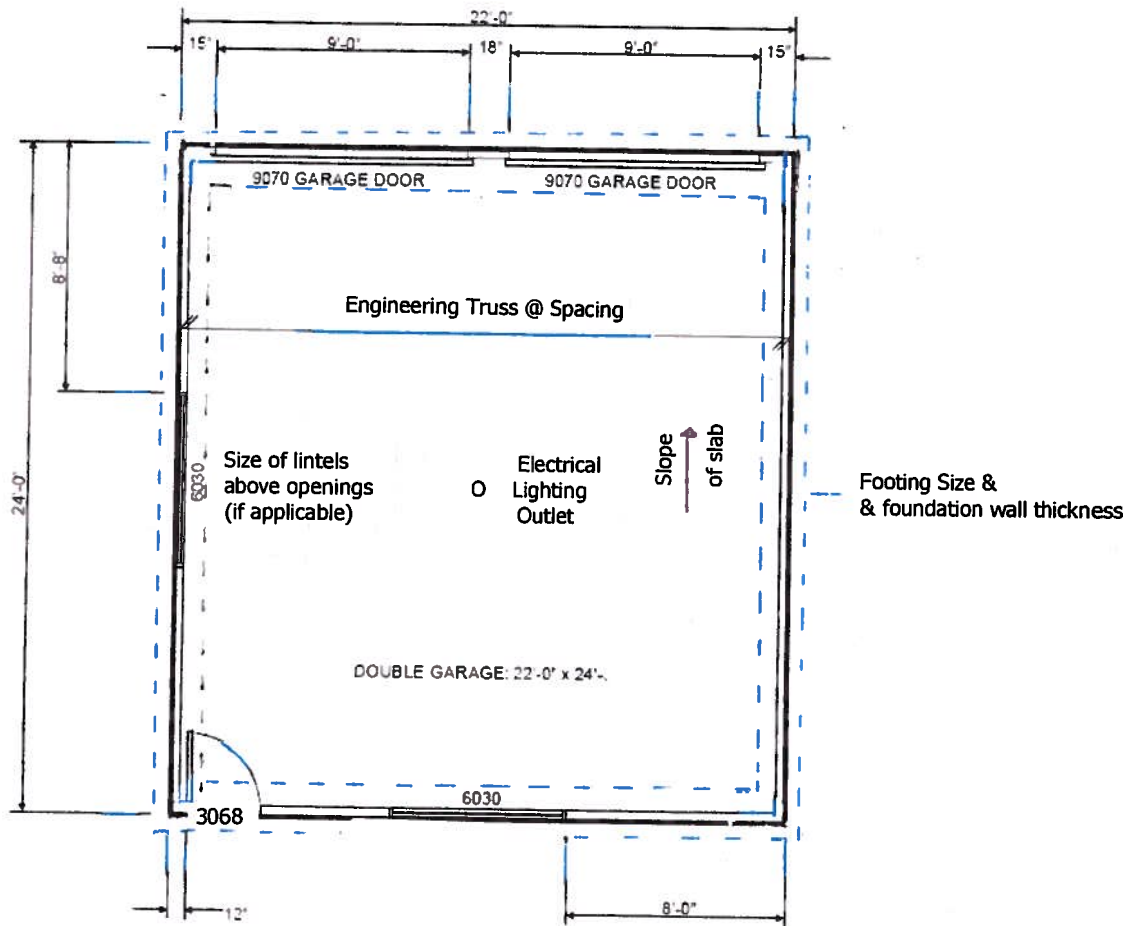 22'-0"
15" 9'-0" 18" 9'-0" 15"
9070 GARAGE DOOR 9070 GARAGE DOOR
8'-8"
Engineering Truss @ Spacing
24'-0"
6030
Size of lintels
above openings
(if applicable)
O
Electrical
Lighting
Outlet
Slope
of slab
Footing Size &
& foundation wall thickness
DOUBLE GARAGE: 22'-0" x 24'-.
3068
6030
12"
8'-0"